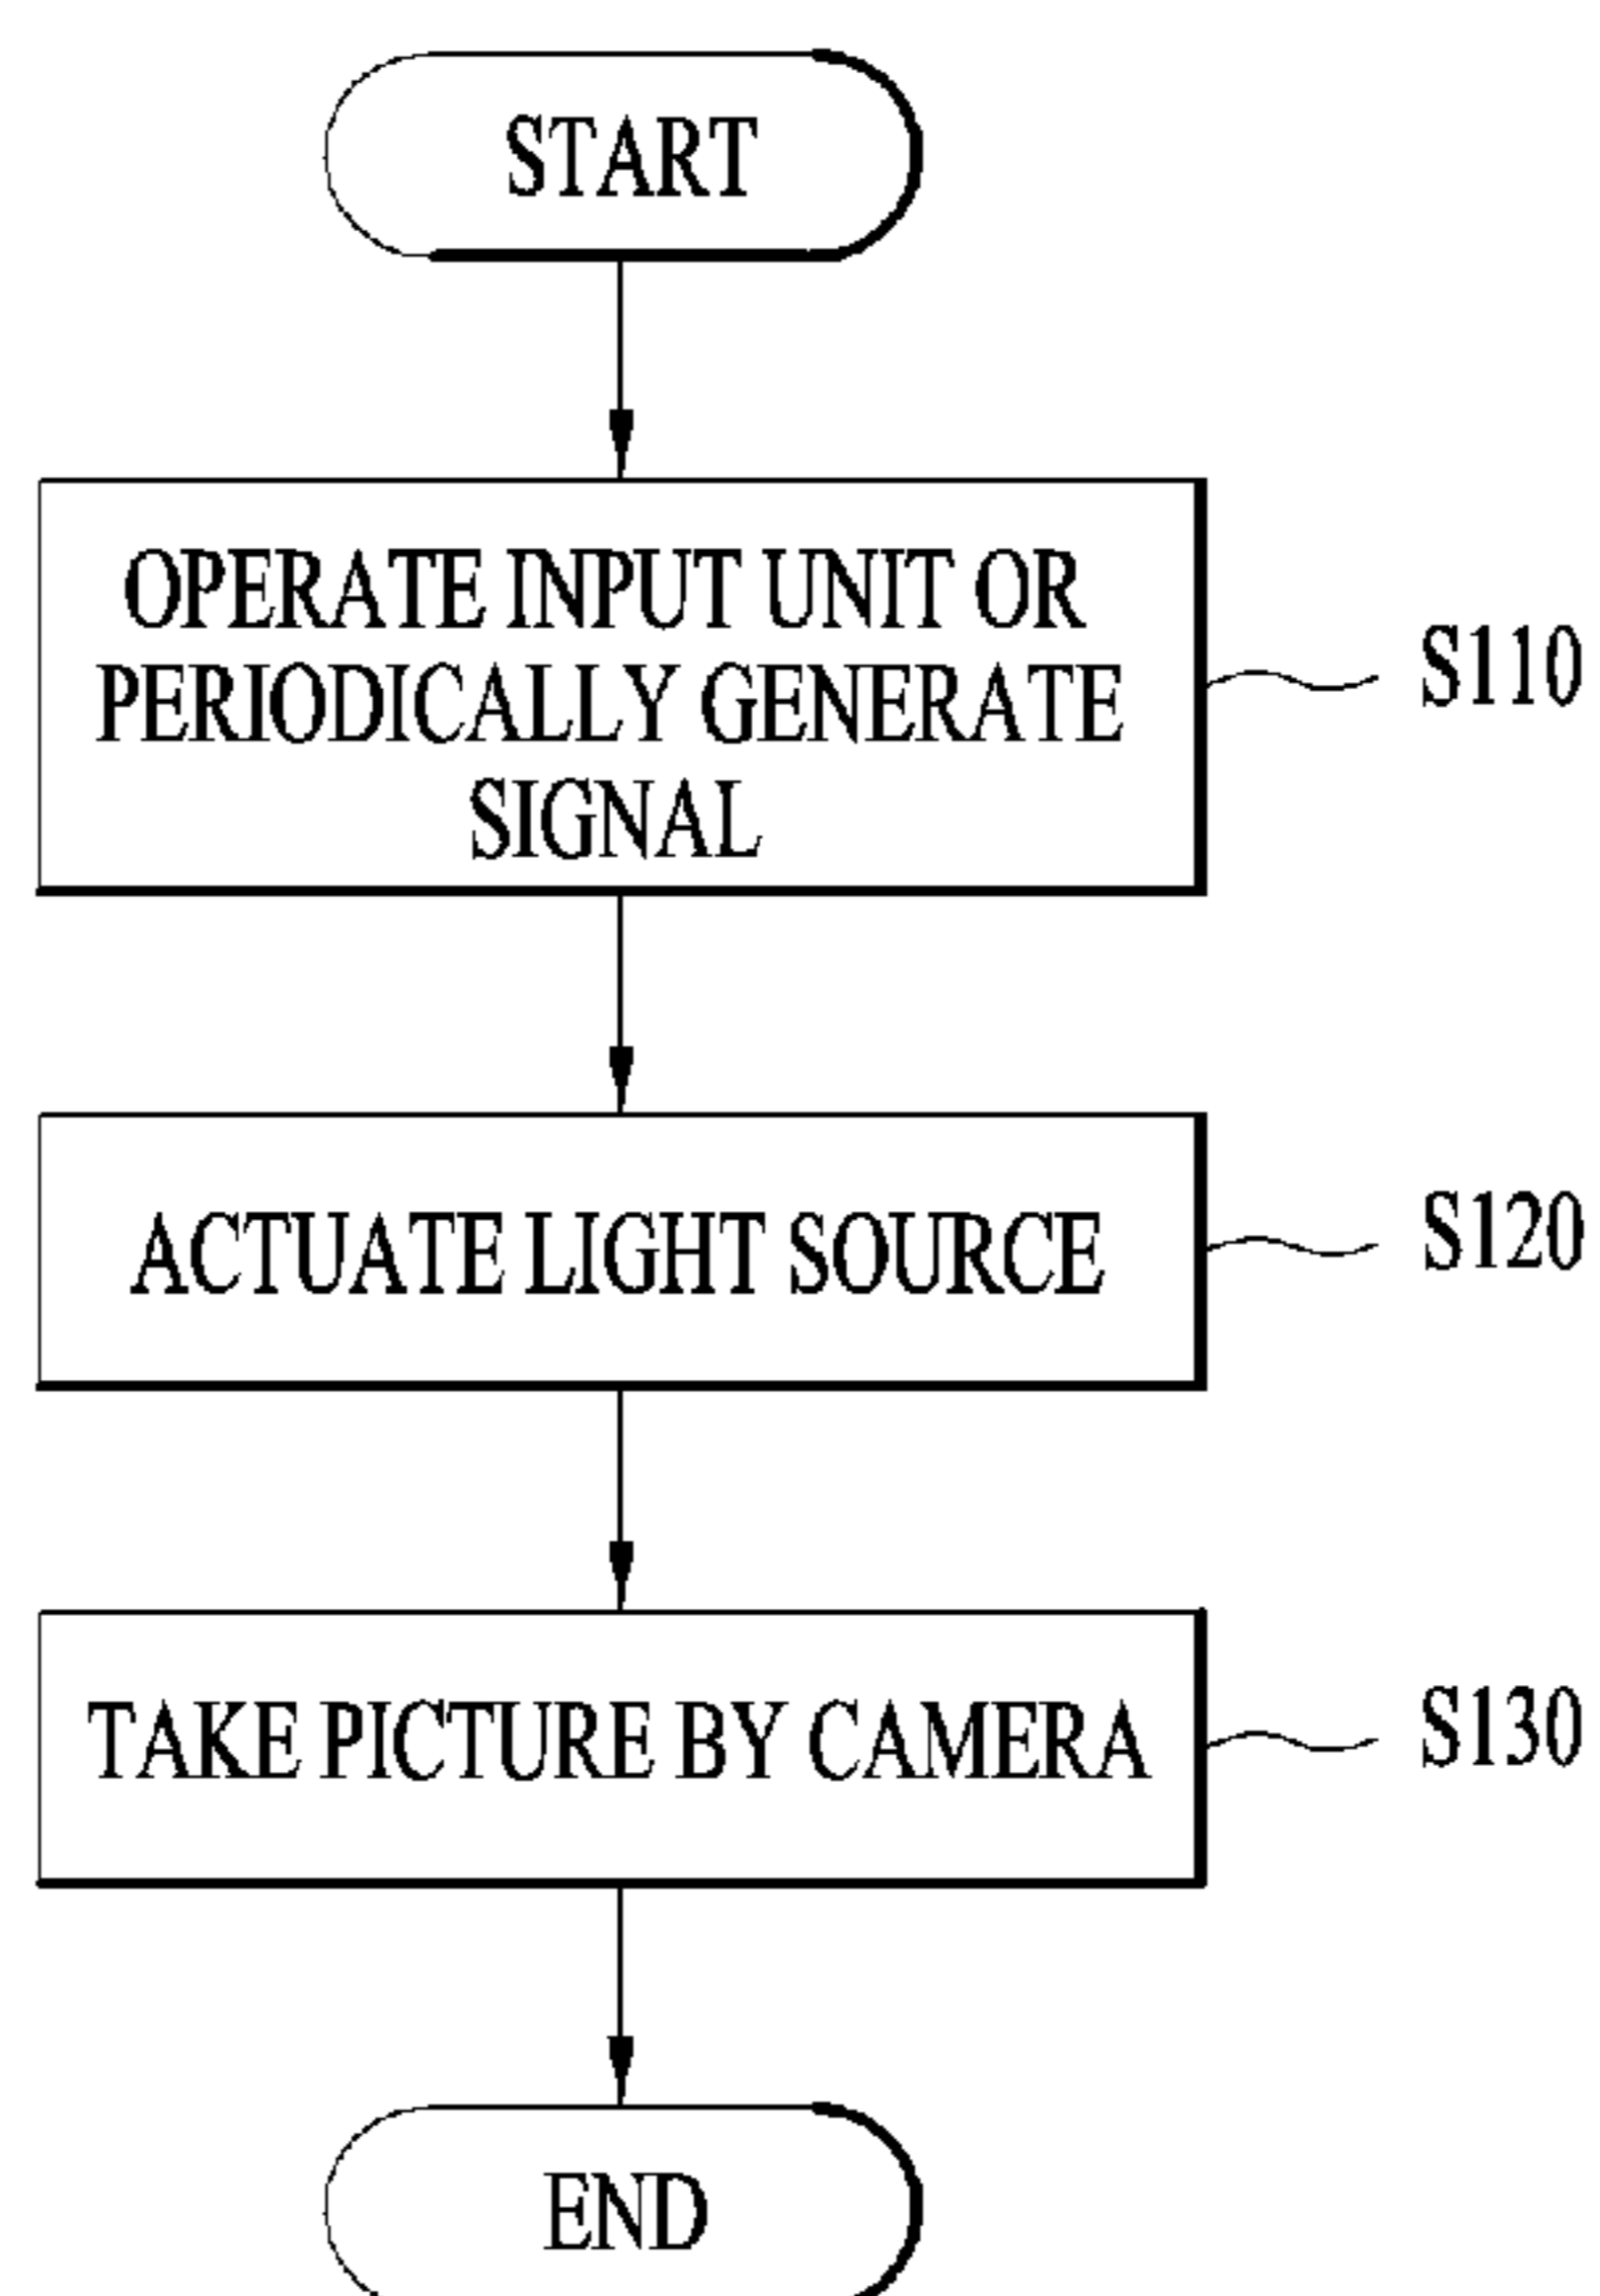 START
OPERATE INPUT UNIT OR
PERIODICALLY GENERATE
SIGNAL
S110
ACTUATE LIGHT SOURCE
S120
TAKE PICTURE BY CAMERA
S130
END